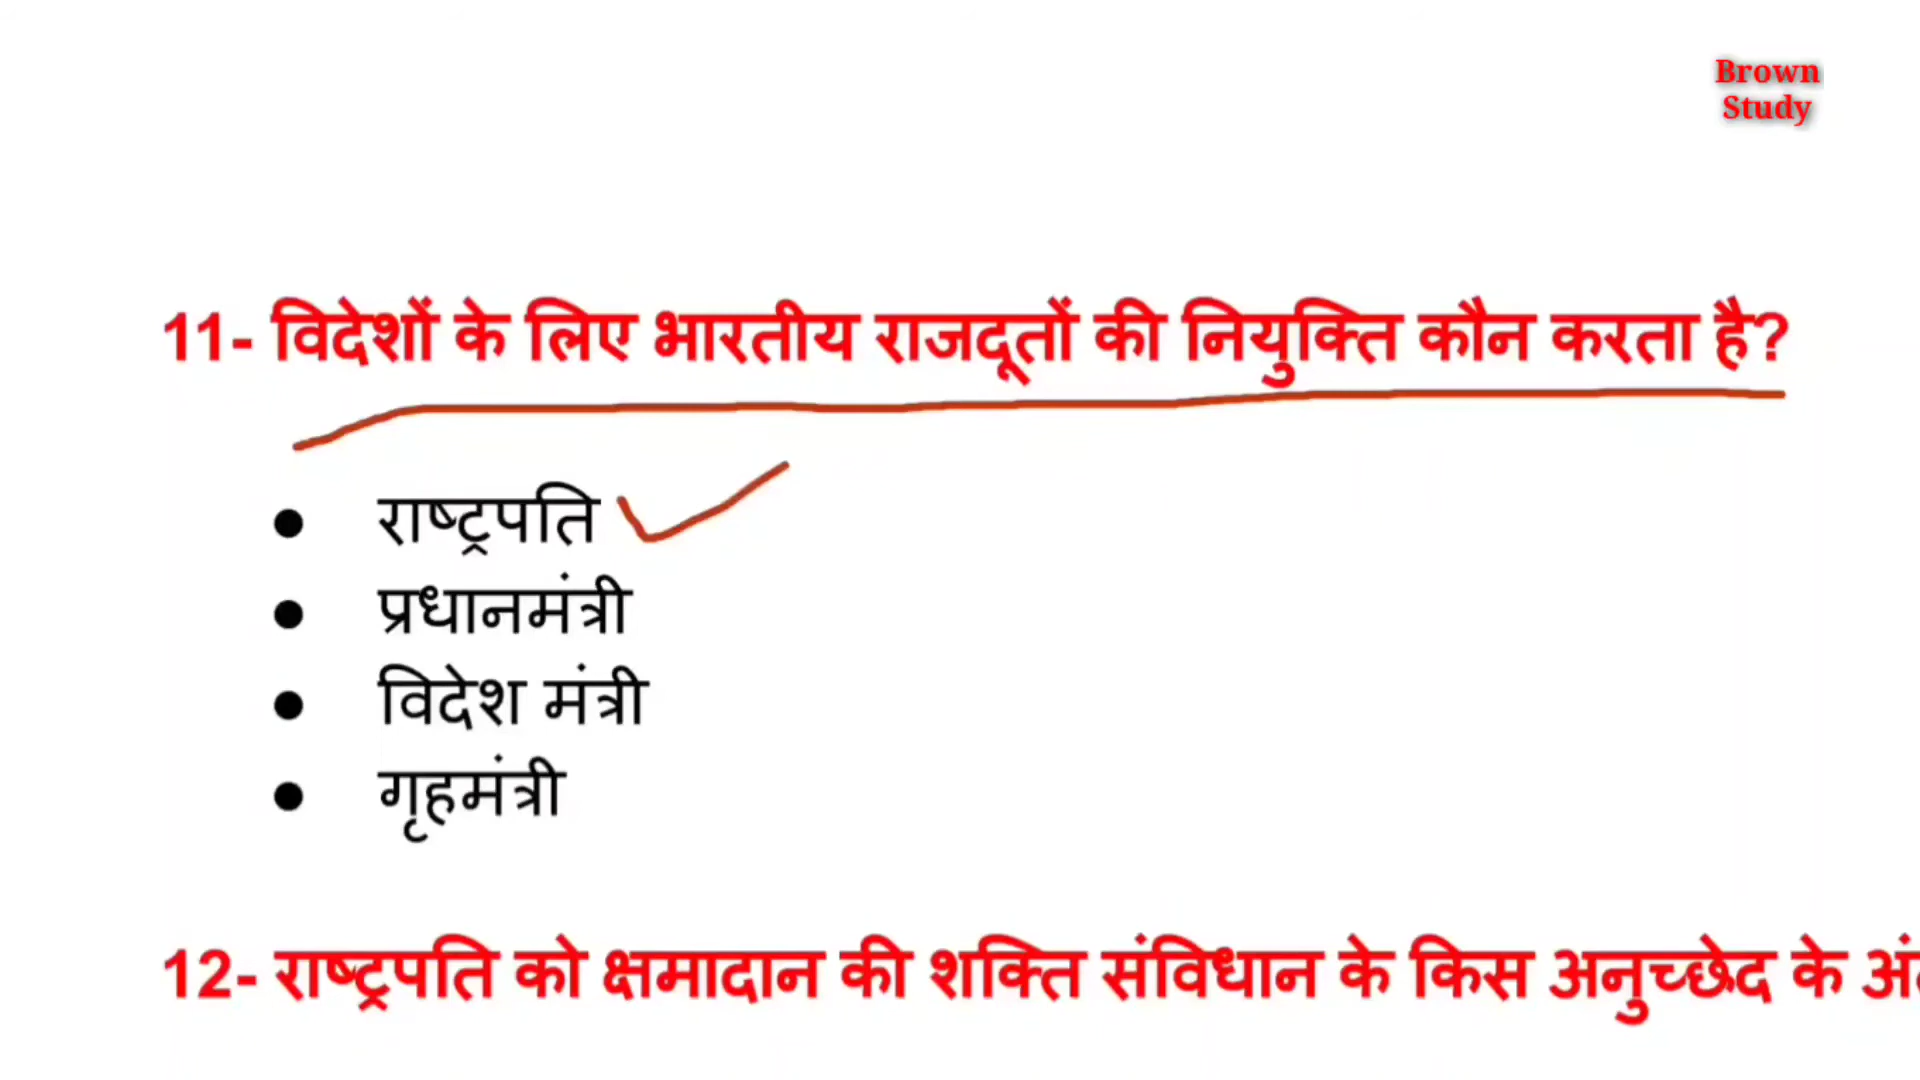 Brown
Study
11- विदेशों के लिए भारतीय राजदूतों की नियुक्ति कौन करता है?
● राष्ट्रपति
● प्रधानमंत्री
● विदेश मंत्री
● गृहमंत्री
12- राष्ट्रपति को क्षमादान की शक्ति संविधान के किस अनुच्छेद के